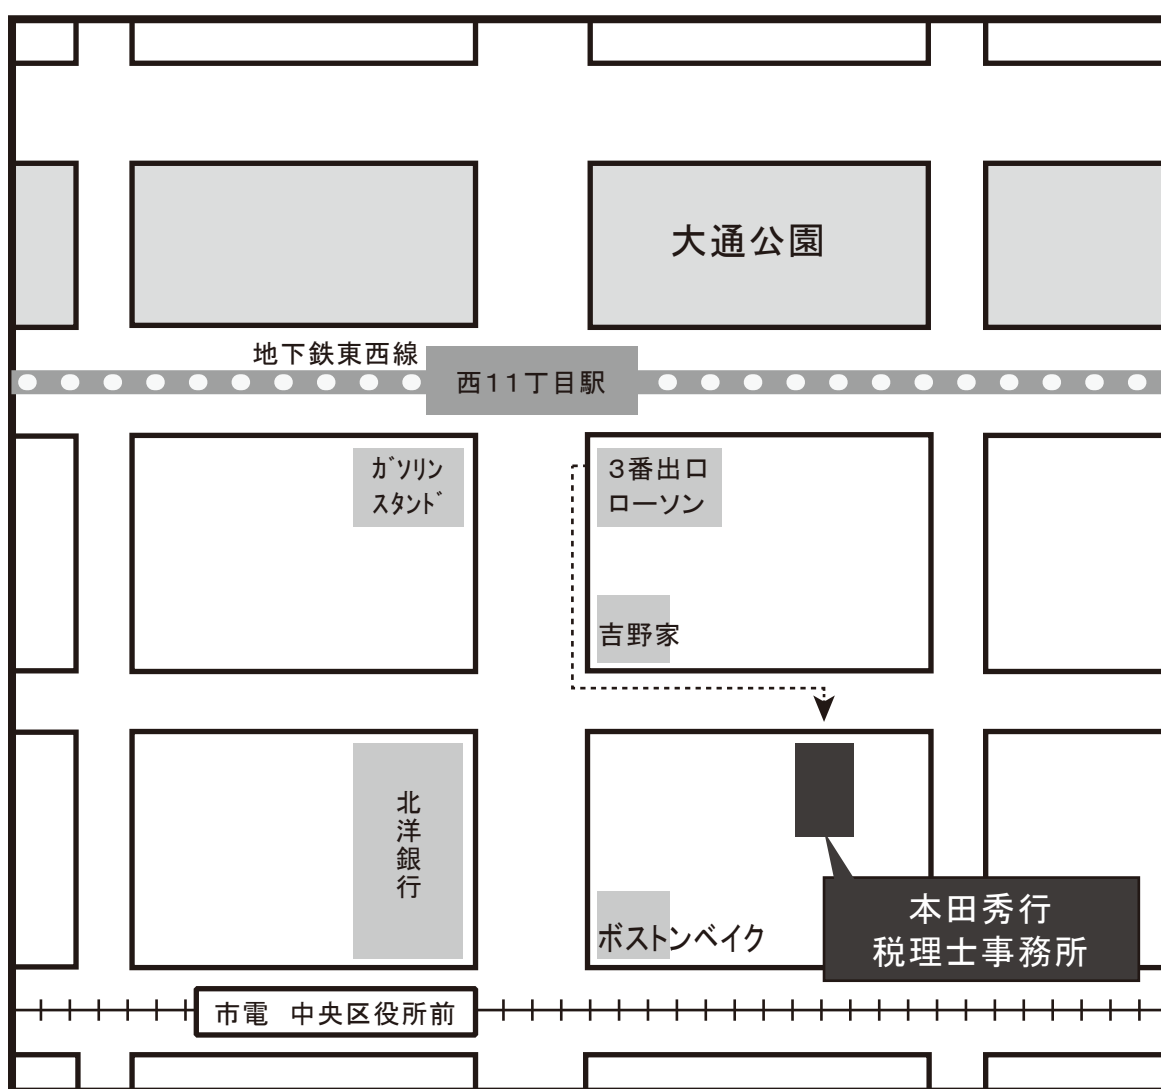 大通公園
地下鉄東西線
西11丁目駅
ガソリン
スタンド
3番出口
ローソン
吉野家
北洋銀行
ボストンベイク
本田秀行
税理士事務所
市電 中央区役所前